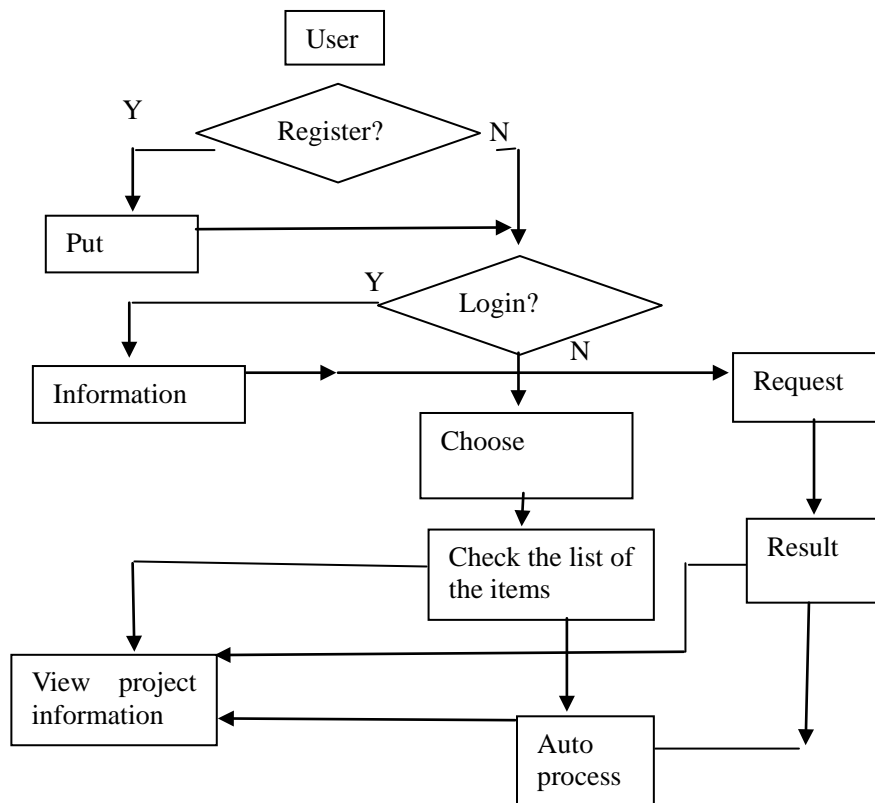 User
Y
Register?
N
Put
Y
Login?
N
Information
Request
Choose
Check the list of
the items
Result
View project
information
Auto
process